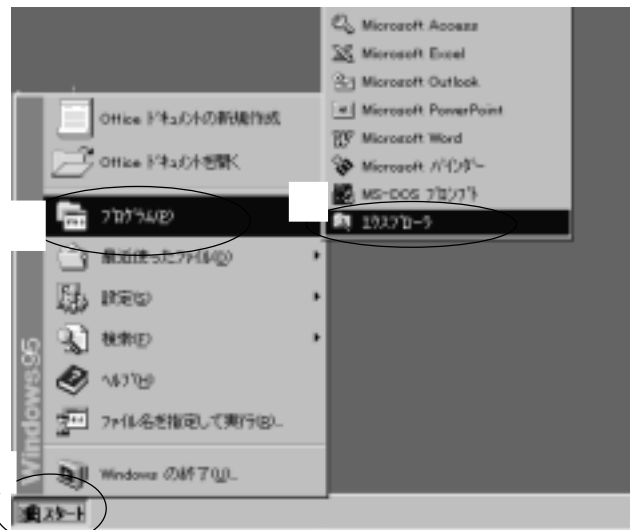 Microsoft Access
Microsoft Excel
Microsoft Outlook
Microsoft PowerPoint
Microsoft Word
Microsoft バインダー
MS-DOS プロンプト
エクスプローラ
Office ドキュメントの新規作成
Office ドキュメントを開く
プログラム(P)
最近使ったファイル(D)
設定(S)
検索(F)
ヘルプ(H)
ファイル名を指定して実行(R)...
Windows の終了(U)...
Windows95
スタート